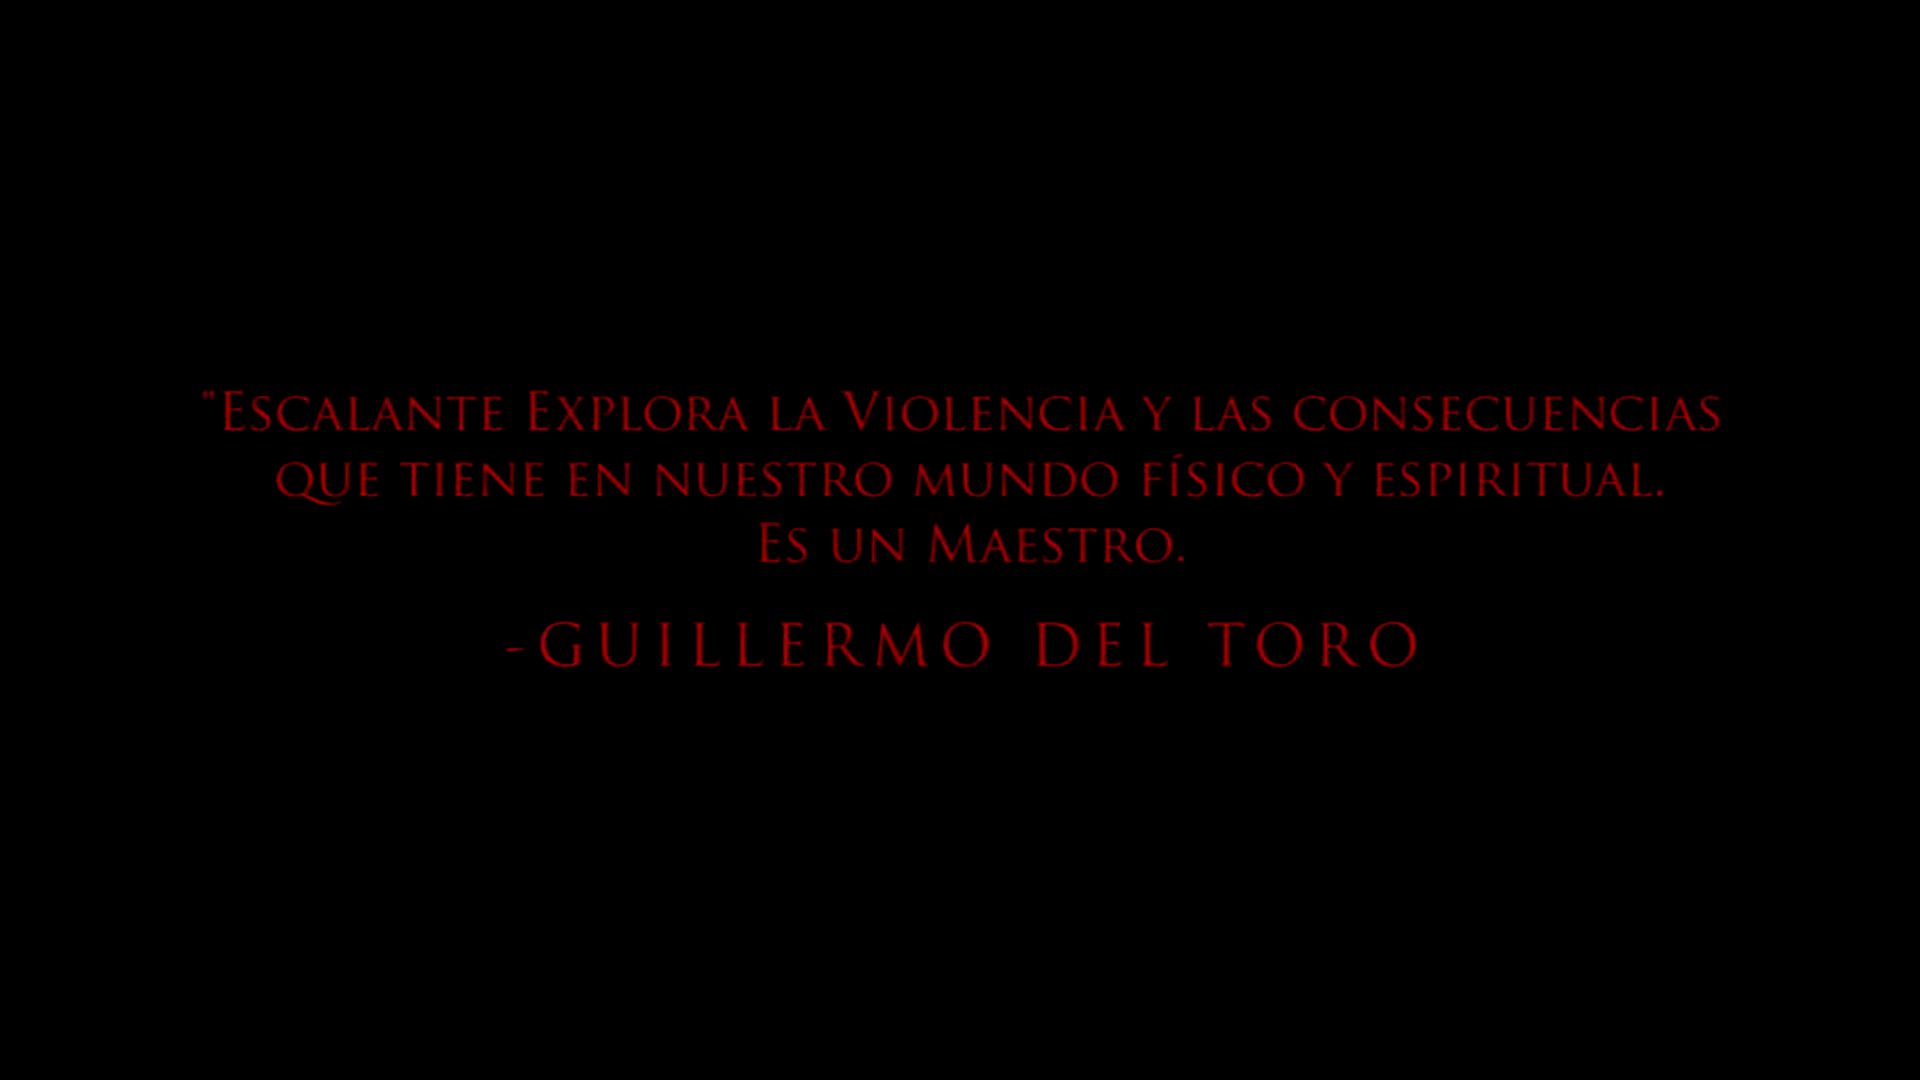 "Escalante Explora la Violencia y las consecuencias
que tiene en nuestro mundo físico y espiritual.
Es un Maestro.
-GUILLERMO DEL TORO